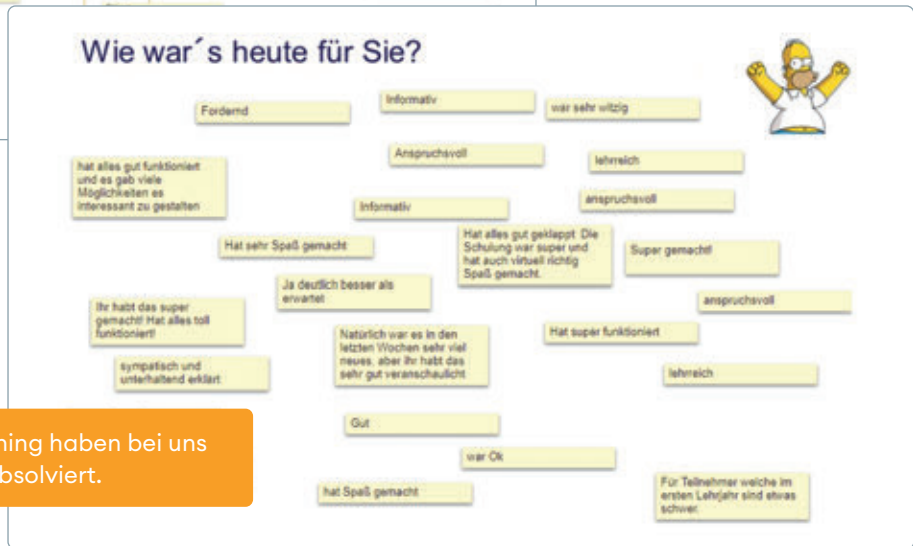 Wie war´s heute für Sie?
Fordernd
Informativ
war sehr witzig
Anspruchsvoll
lehrreich
hat alles gut funktioniert
und es gab viele
Möglichkeiten es
interessant zu gestalten
anspruchsvoll
Informativ
Hat sehr Spaß gemacht
Hat alles gut geklappt. Die
Schulung war super und
hat auch virtuell richtig
Spaß gemacht.
Super gemacht!
Ja deutlich besser als
erwartet
anspruchsvoll
Ihr habt das super
gemacht! Hat alles toll
funktioniert!
Natürlich war es in den
letzten Wochen sehr viel
neues, aber ihr habt das
sehr gut veranschaulicht
Hat super funktioniert
sympatisch und
unterhaltend erklärt
lehrreich
Gut
war Ok
hat Spaß gemacht
Für Teilnehmer welche im
ersten Lehrjahr sind etwas
schwer.
haben bei uns